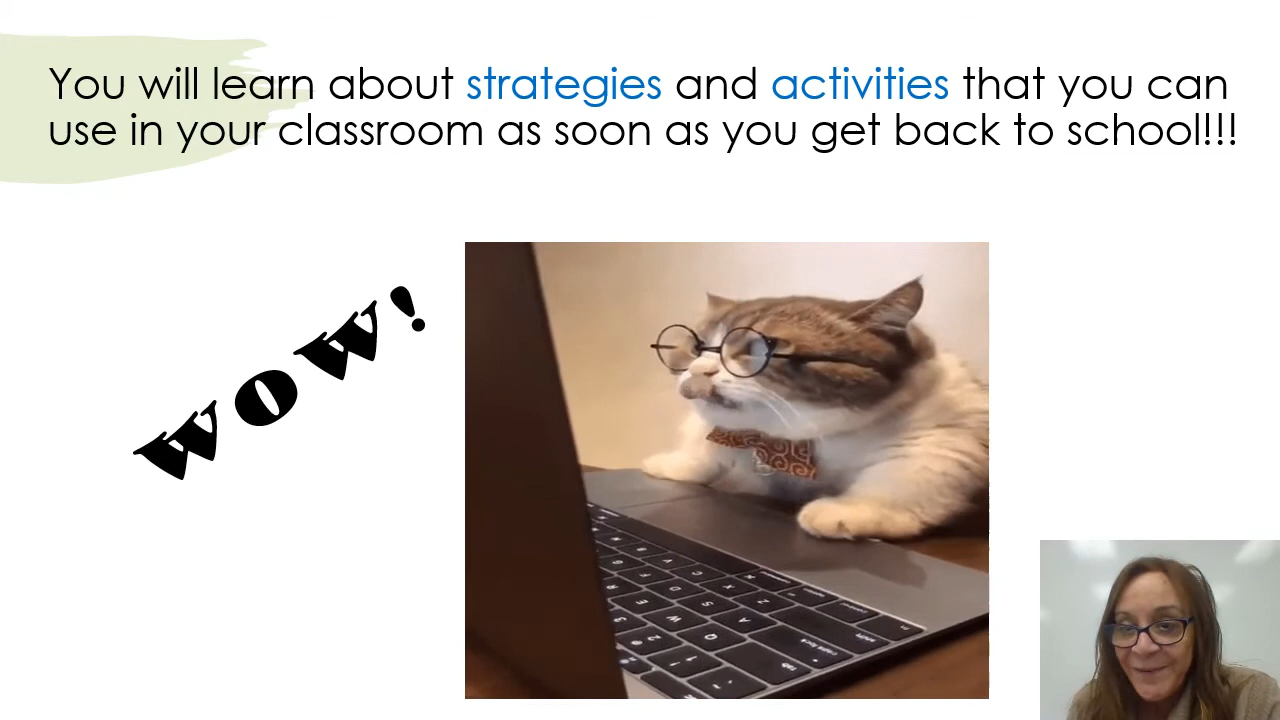 You will learn about strategies and activities that you can
use in your classroom as soon as you get back to school!!!
WOW!